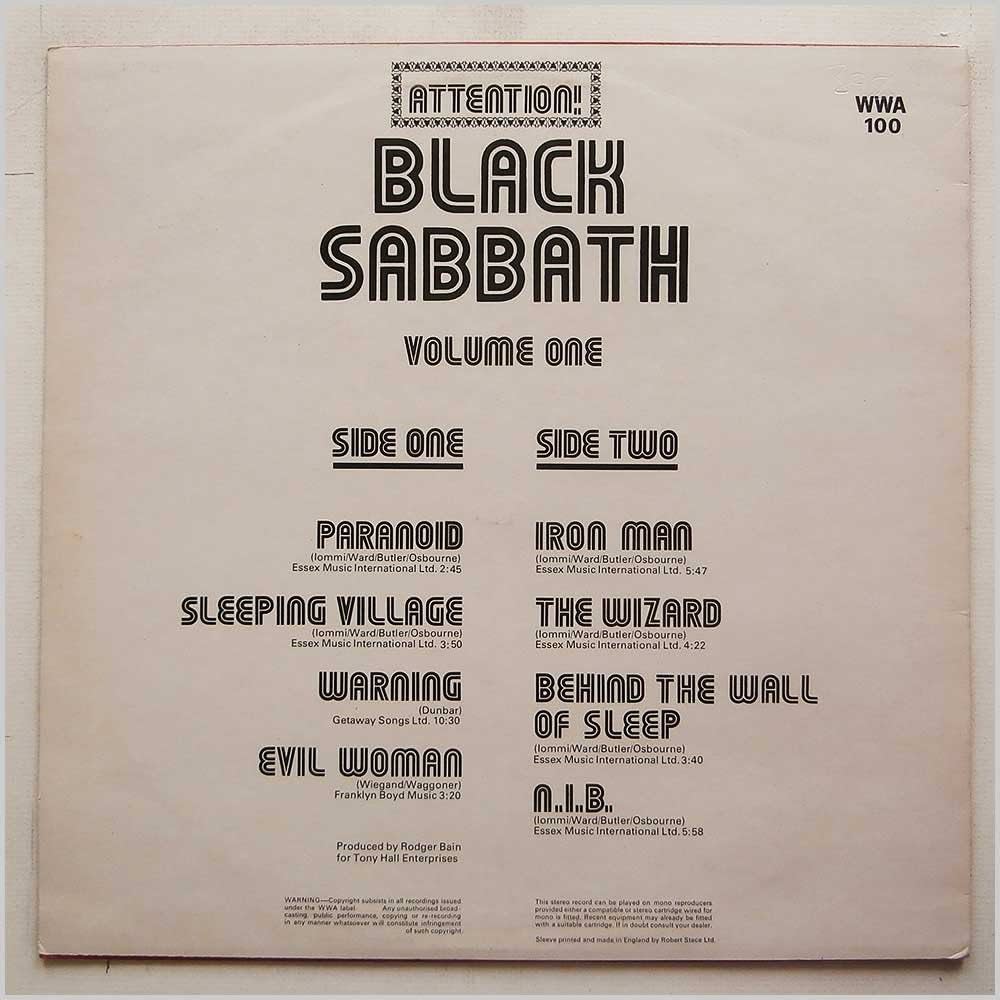 ATTENTION!
WWA
100
BLACK
SABBATH
VOLUME ONE
SIDE ONE
PARANOID
(Iommi/Ward/Butler/Osbourne)
Essex Music International Ltd. 2:45
SLEEPING VILLAGE
(Iommi/Ward/Butler/Osbourne)
Essex Music International Ltd. 3:50
WARNING
(Dunbar)
Getaway Songs Ltd. 10:30
EVIL WOMAN
(Wiegand/Waggoner)
Franklyn Boyd Music 3:20
Produced by Rodger Bain
for Tony Hall Enterprises
WARNING—Copyright subsists in all recordings issued
under the WWA label. Any unauthorised broad-
casting, public performance, copying or re-recording
in any manner whatsoever will constitute infringement
of such copyright
SIDE TWO
IRON MAN
(Iommi/Ward/Butler/Osbourne)
Essex Music International Ltd. 5:47
THE WIZARD
(Iommi/Ward/Butler/Osbourne)
Essex Music International Ltd. 4:22
BEHIND THE WALL
OF SLEEP
(Iommi/Ward/Butler/Osbourne)
Essex Music International Ltd. 3:40
N.I.B.
(Iommi/Ward/Butler/Osbourne)
Essex Music International Ltd. 5:58
This stereo record can be played on mono reproducers
provided either a compatible or stereo cartridge wired for
mono is fitted. Recent equipment may already be fitted
with a suitable cartridge. If in doubt consult your dealer.
Sleeve printed and made in England by Robert Stace Ltd.